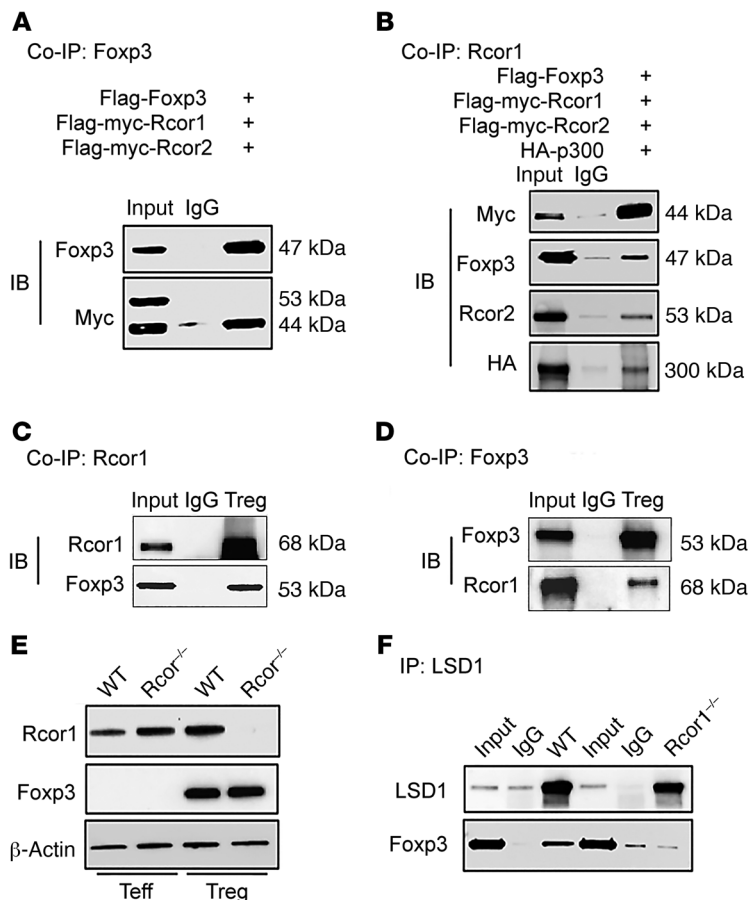 A
Co-IP: Foxp3
Flag-Foxp3 +
Flag-myc-Rcor1 +
Flag-myc-Rcor2 +
Input IgG
IB
Foxp3 47 kDa
Myc 53 kDa
44 kDa
B
Co-IP: Rcor1
Flag-Foxp3 +
Flag-myc-Rcor1 +
Flag-myc-Rcor2 +
HA-p300 +
Input IgG
IB
Myc 44 kDa
Foxp3 47 kDa
Rcor2 53 kDa
HA 300 kDa
C
Co-IP: Rcor1
Input IgG Treg
IB
Rcor1 68 kDa
Foxp3 53 kDa
D
Co-IP: Foxp3
Input IgG Treg
IB
Foxp3 53 kDa
Rcor1 68 kDa
E
WT Rcor–/– WT Rcor–/–
Rcor1
Foxp3
β-Actin
Teff Treg
F
IP: LSD1
Input IgG WT Input IgG Rcor1–/–
LSD1
Foxp3